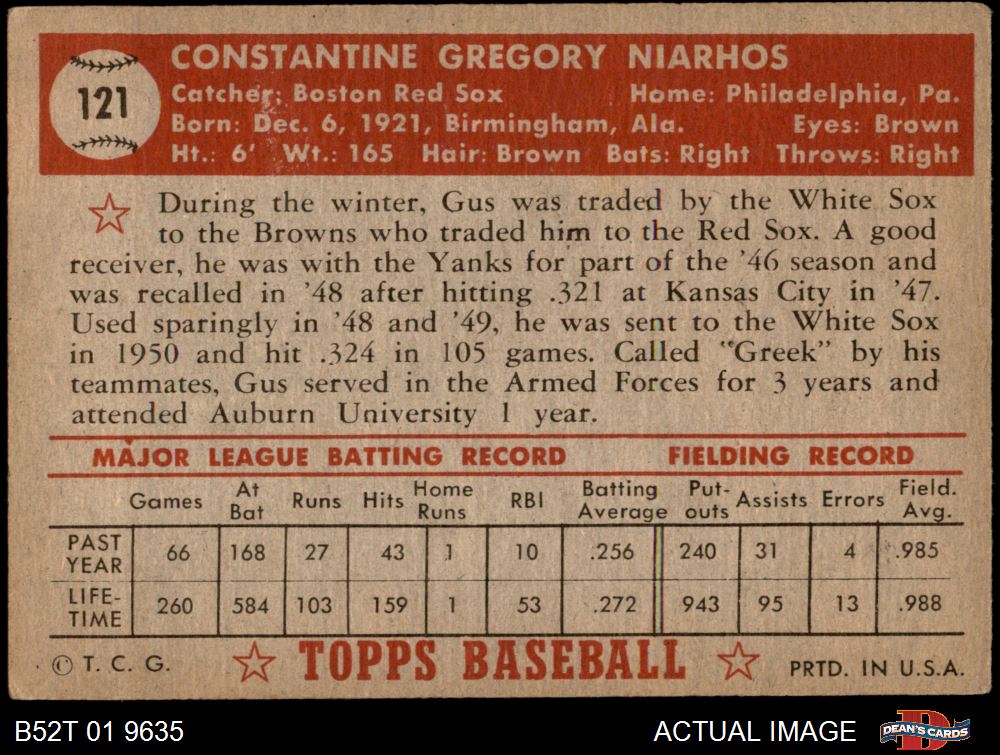 121
CONSTANTINE GREGORY NIARHOS
Catcher: Boston Red Sox Home: Philadelphia, Pa.
Born: Dec. 6, 1921, Birmingham, Ala. Eyes: Brown
Ht.: 6' Wt.: 165 Hair: Brown Bats: Right Throws: Right
During the winter, Gus was traded by the White Sox
to the Browns who traded him to the Red Sox. A good
receiver, he was with the Yanks for part of the '46 season and
was recalled in '48 after hitting .321 at Kansas City in '47.
Used sparingly in '48 and '49, he was sent to the White Sox
in 1950 and hit .324 in 105 games. Called "Greek" by his
teammates, Gus served in the Armed Forces for 3 years and
attended Auburn University 1 year.
MAJOR LEAGUE BATTING RECORD FIELDING RECORD
Games At Bat Runs Hits Home Runs RBI Batting Average Put-outs Assists Errors Field. Avg.
PAST YEAR 66 168 27 43 1 10 .256 240 31 4 .985
LIFE-TIME 260 584 103 159 1 53 .272 943 95 13 .988
© T. C. G. TOPPS BASEBALL PRTD. IN U.S.A.
B52T 01 9635 ACTUAL IMAGE DEAN'S CARDS